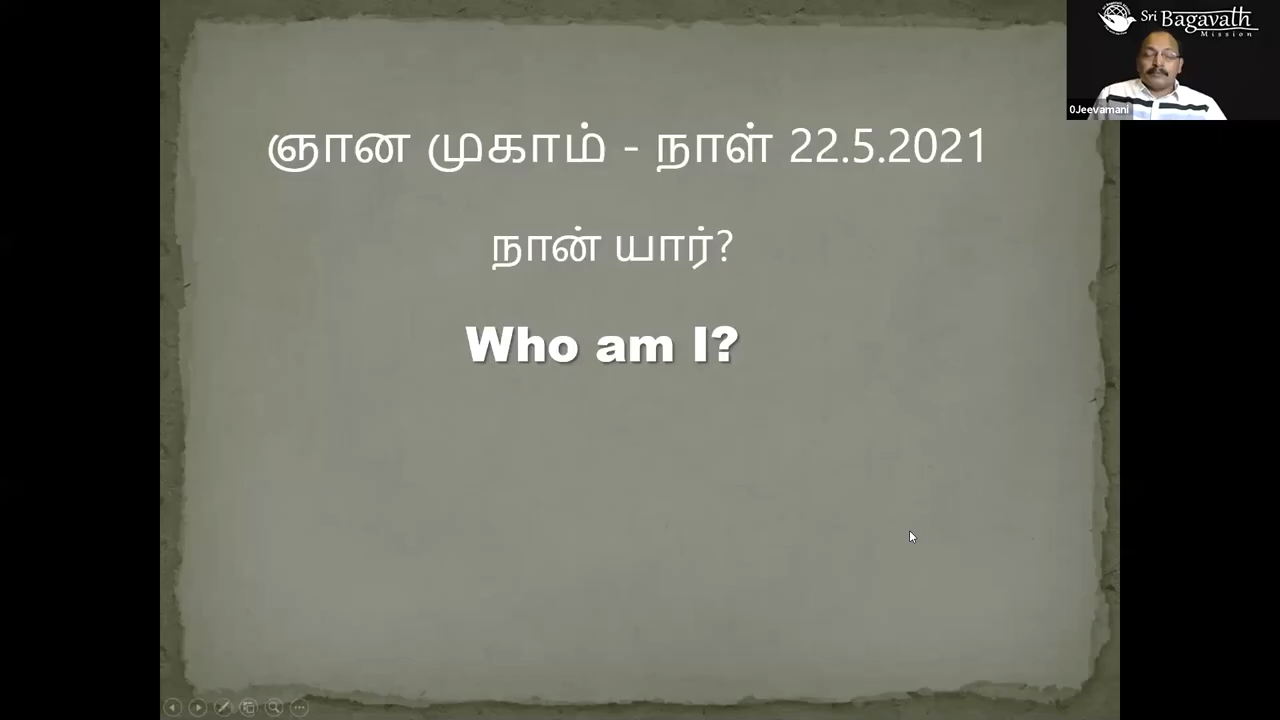 ஞான முகாம் - நாள் 22.5.2021
நான் யார்?
Who am I?
Sri Bagavath
Mission
0Jeevamani